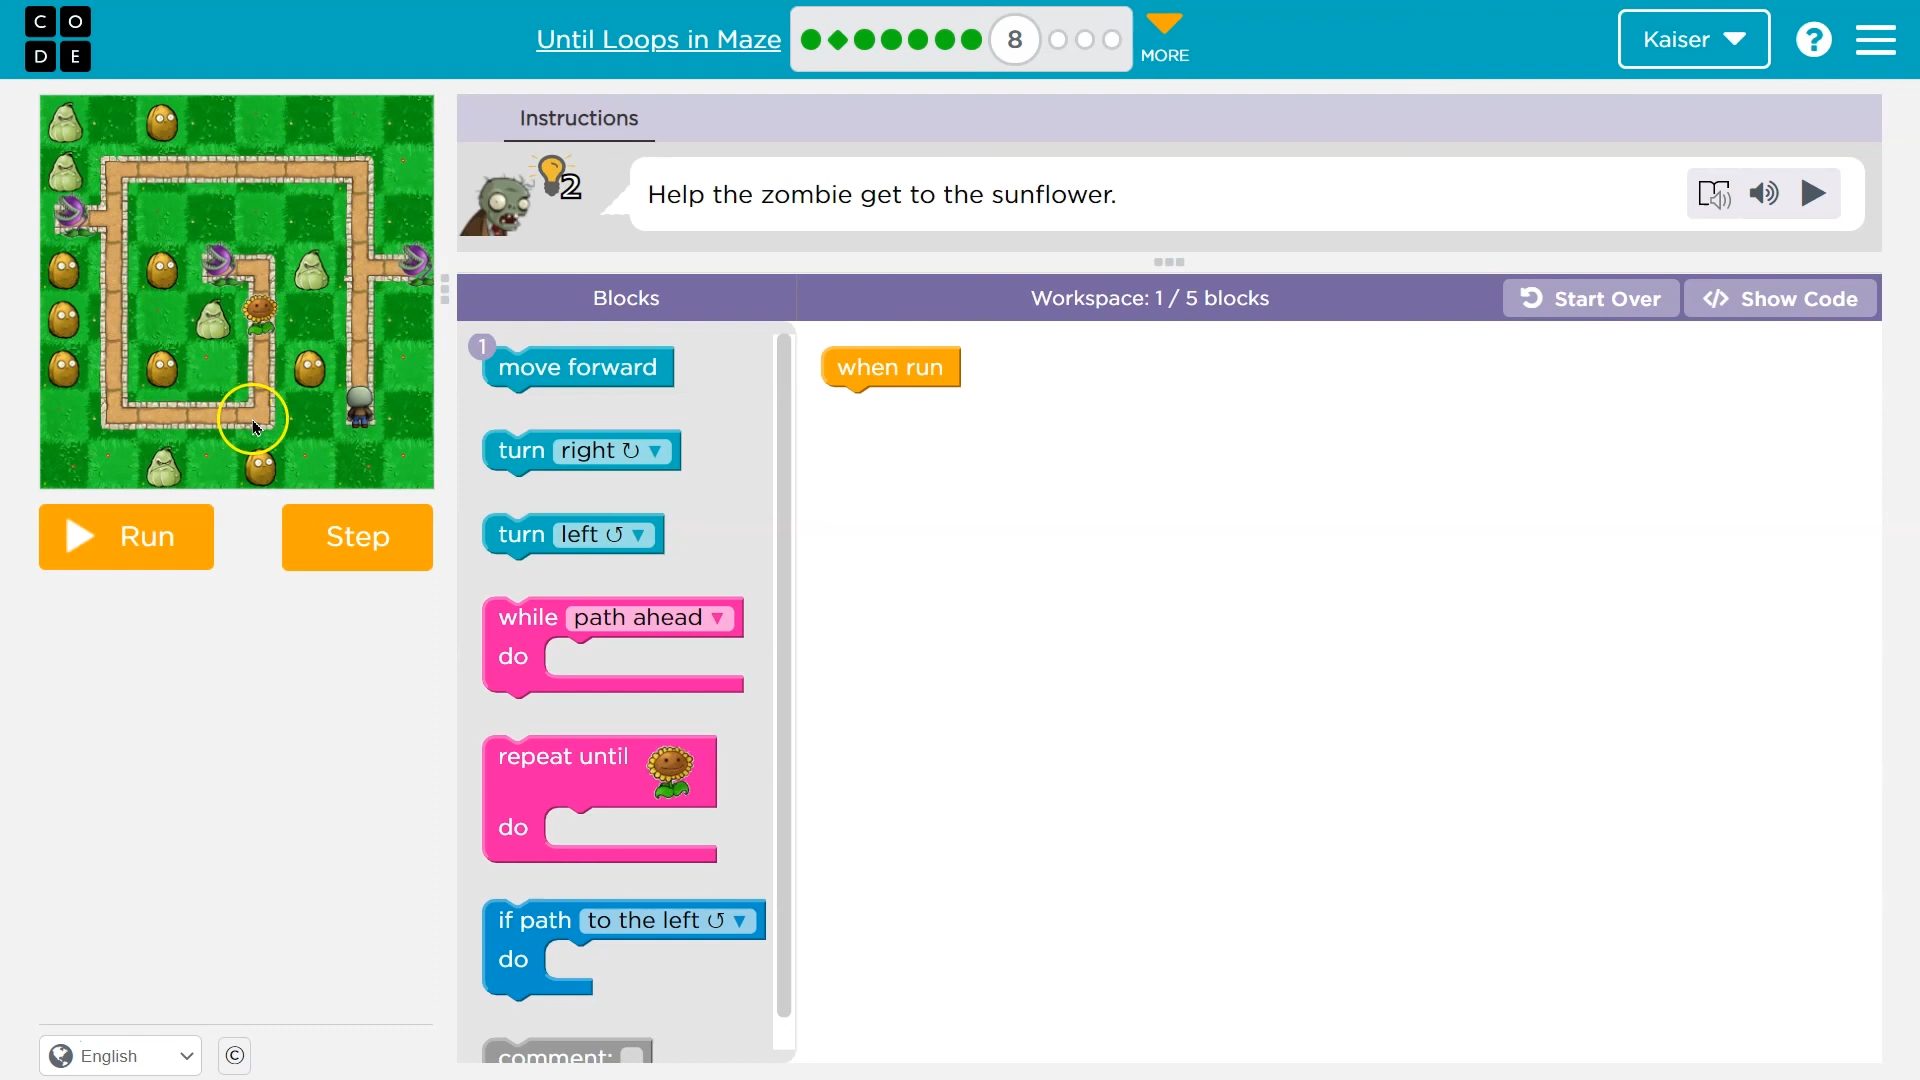 C O
D E
Until Loops in Maze
8
MORE
Kaiser
?
Instructions
2
Help the zombie get to the sunflower.
Blocks
Workspace: 1 / 5 blocks
Start Over
</> Show Code
1
move forward
when run
turn right ↻ ▼
turn left ↺ ▼
while path ahead ▼
do
repeat until
do
if path to the left ↺ ▼
do
comment:
Run
Step
English
©